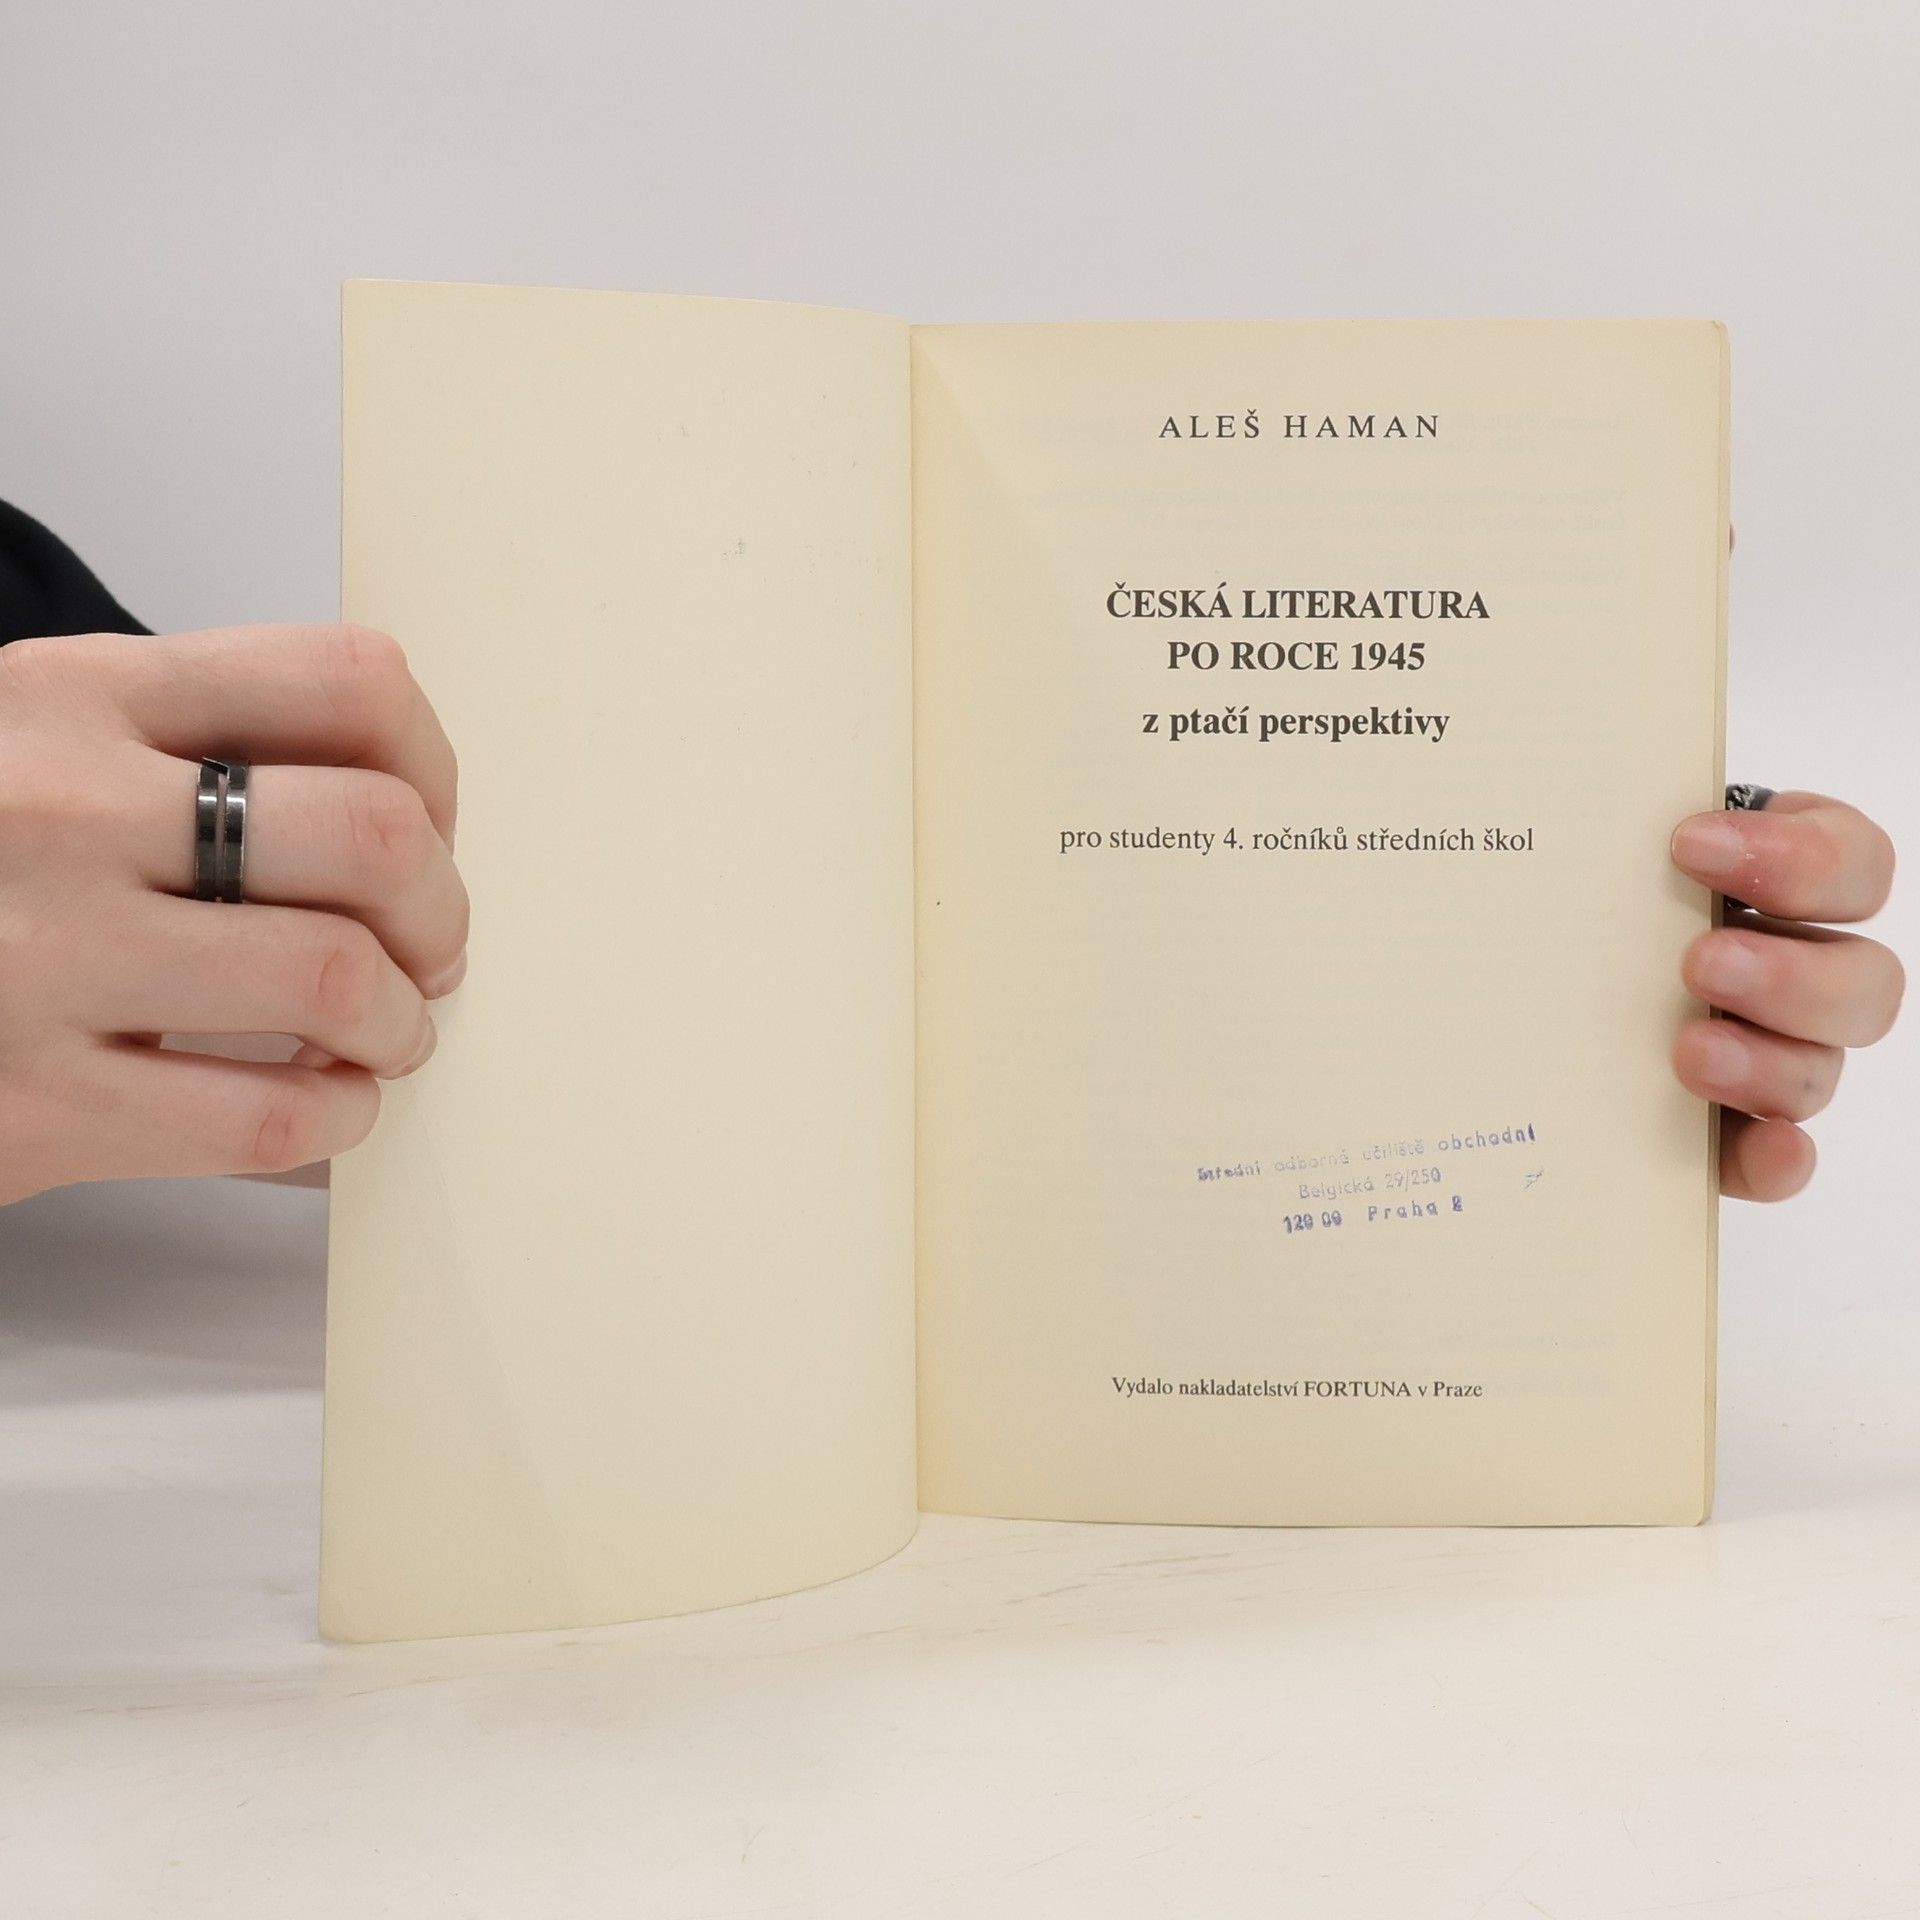 ALEŠ HAMAN
ČESKÁ LITERATURA
PO ROCE 1945
z ptačí perspektivy
pro studenty 4. ročníků středních škol
Střední odborné učiliště obchodní
Belgická 29/250
120 00 Praha 2
Vydalo nakladatelství FORTUNA v Praze